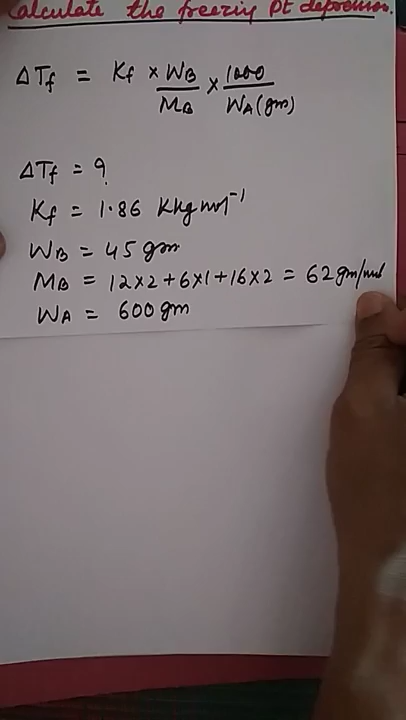 Calculate the freezing pt depression.
ΔTf = Kf × WB/MB × 1000/WA(gm)
ΔTf = ?
Kf = 1.86 K kg mol⁻¹
WB = 45 gm
MB = 12×2+6×1+16×2 = 62 gm/mol
WA = 600 gm